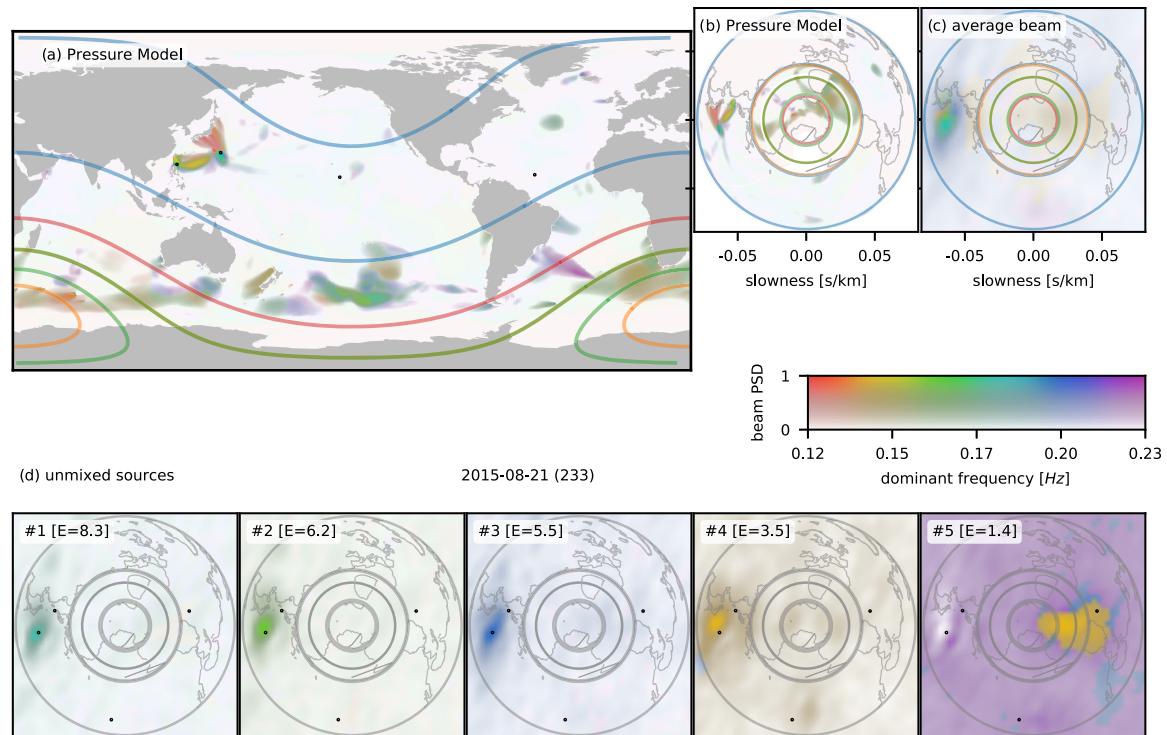 (a) Pressure Model
(b) Pressure Model
(c) average beam
-0.05 0.00 0.05
slowness [s/km]
-0.05 0.00 0.05
slowness [s/km]
beam PSD
1
0
0.12 0.15 0.17 0.20 0.23
dominant frequency [Hz]
(d) unmixed sources
2015-08-21 (233)
#1 [E=8.3]
#2 [E=6.2]
#3 [E=5.5]
#4 [E=3.5]
#5 [E=1.4]